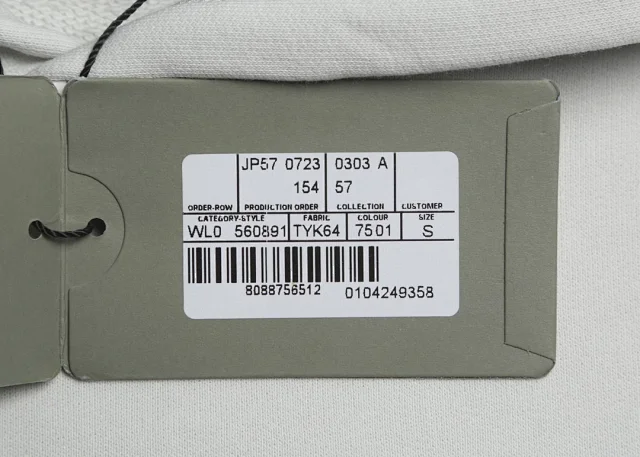 JP57 0723 0303 A
154 57
ORDER-ROW PRODUCTION ORDER COLLECTION CUSTOMER
CATEGORY-STYLE FABRIC COLOUR SIZE
WL0 560891 TYK64 7501 S
8088756512 0104249358